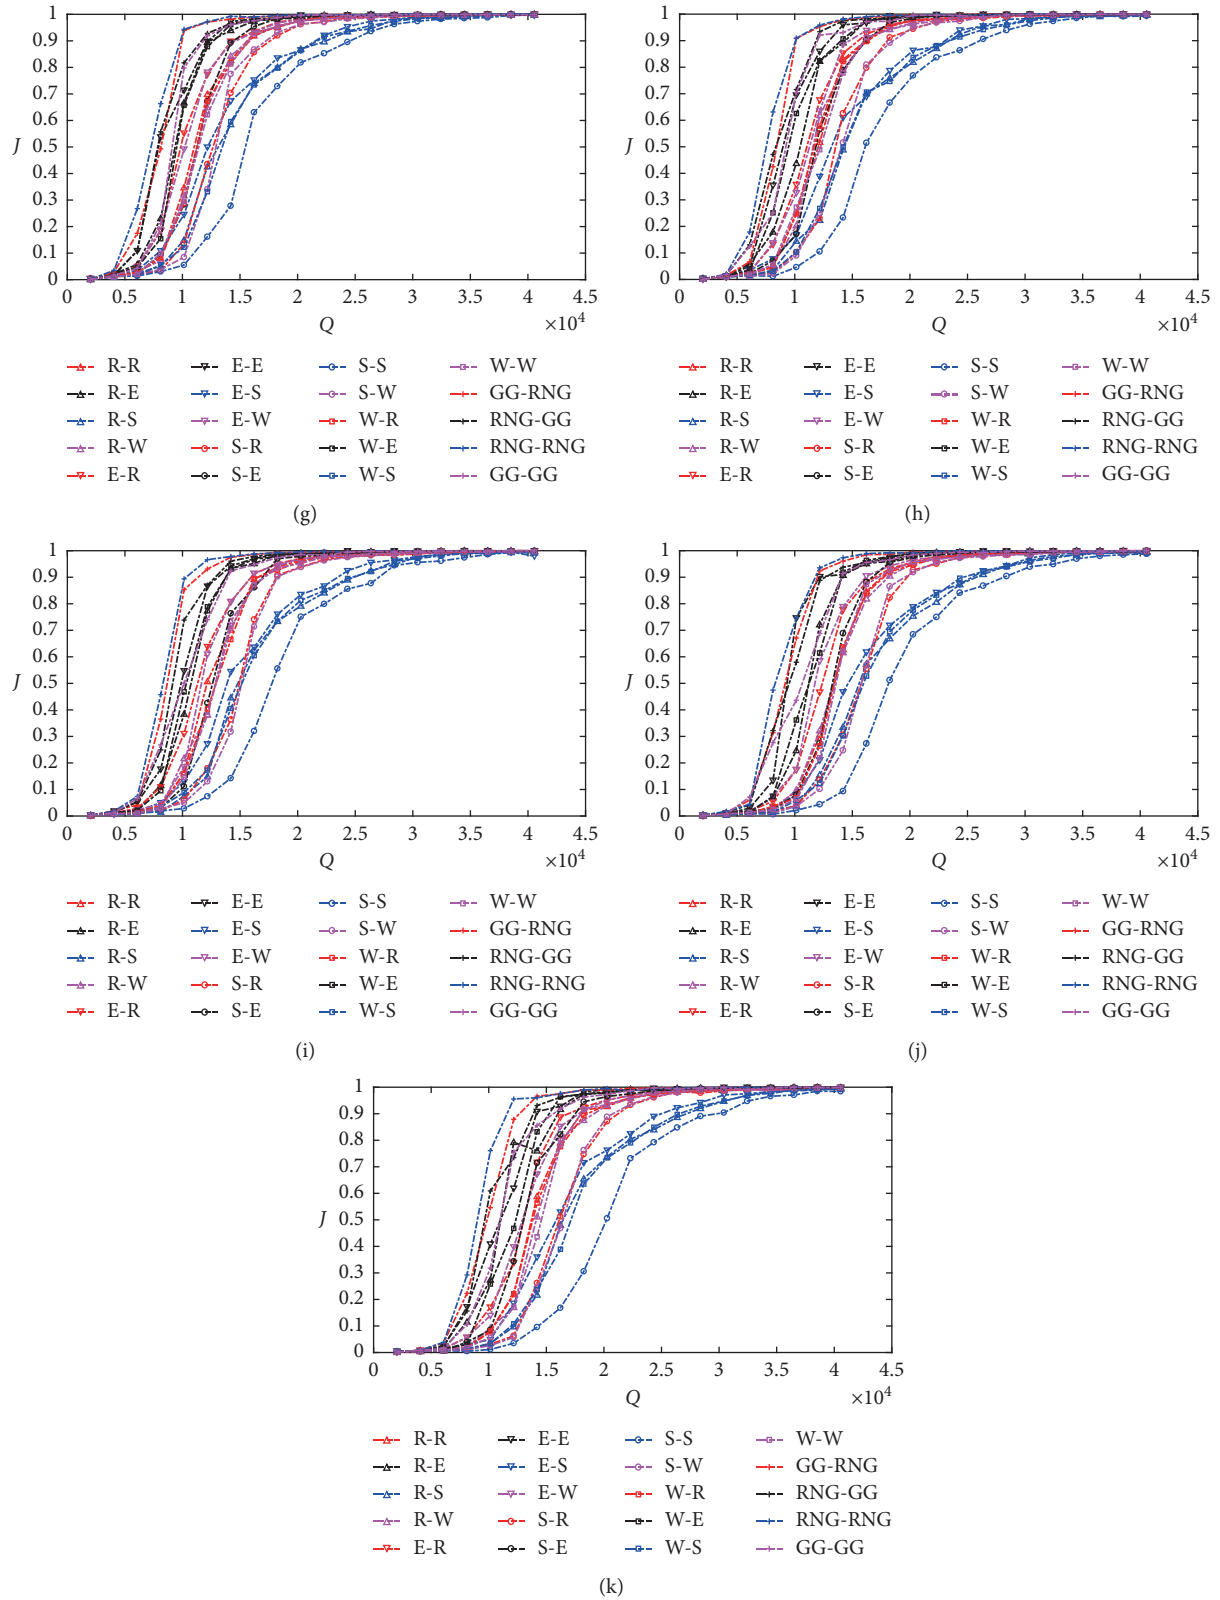 1
0.9
0.8
0.7
0.6
0.5
0.4
0.3
0.2
0.1
0
J
0 0.5 1 1.5 2 2.5 3 3.5 4 4.5
Q ×10⁴
R-R E-E S-S W-W
R-E E-S S-W GG-RNG
R-S E-W W-R RNG-GG
R-W S-R W-E RNG-RNG
E-R S-E W-S GG-GG
(g)
1
0.9
0.8
0.7
0.6
0.5
0.4
0.3
0.2
0.1
0
J
0 0.5 1 1.5 2 2.5 3 3.5 4 4.5
Q ×10⁴
R-R E-E S-S W-W
R-E E-S S-W GG-RNG
R-S E-W W-R RNG-GG
R-W S-R W-E RNG-RNG
E-R S-E W-S GG-GG
(h)
1
0.9
0.8
0.7
0.6
0.5
0.4
0.3
0.2
0.1
0
J
0 0.5 1 1.5 2 2.5 3 3.5 4 4.5
Q ×10⁴
R-R E-E S-S W-W
R-E E-S S-W GG-RNG
R-S E-W W-R RNG-GG
R-W S-R W-E RNG-RNG
E-R S-E W-S GG-GG
(i)
1
0.9
0.8
0.7
0.6
0.5
0.4
0.3
0.2
0.1
0
J
0 0.5 1 1.5 2 2.5 3 3.5 4 4.5
Q ×10⁴
R-R E-E S-S W-W
R-E E-S S-W GG-RNG
R-S E-W W-R RNG-GG
R-W S-R W-E RNG-RNG
E-R S-E W-S GG-GG
(j)
1
0.9
0.8
0.7
0.6
0.5
0.4
0.3
0.2
0.1
0
J
0 0.5 1 1.5 2 2.5 3 3.5 4 4.5
Q ×10⁴
R-R E-E S-S W-W
R-E E-S S-W GG-RNG
R-S E-W W-R RNG-GG
R-W S-R W-E RNG-RNG
E-R S-E W-S GG-GG
(k)